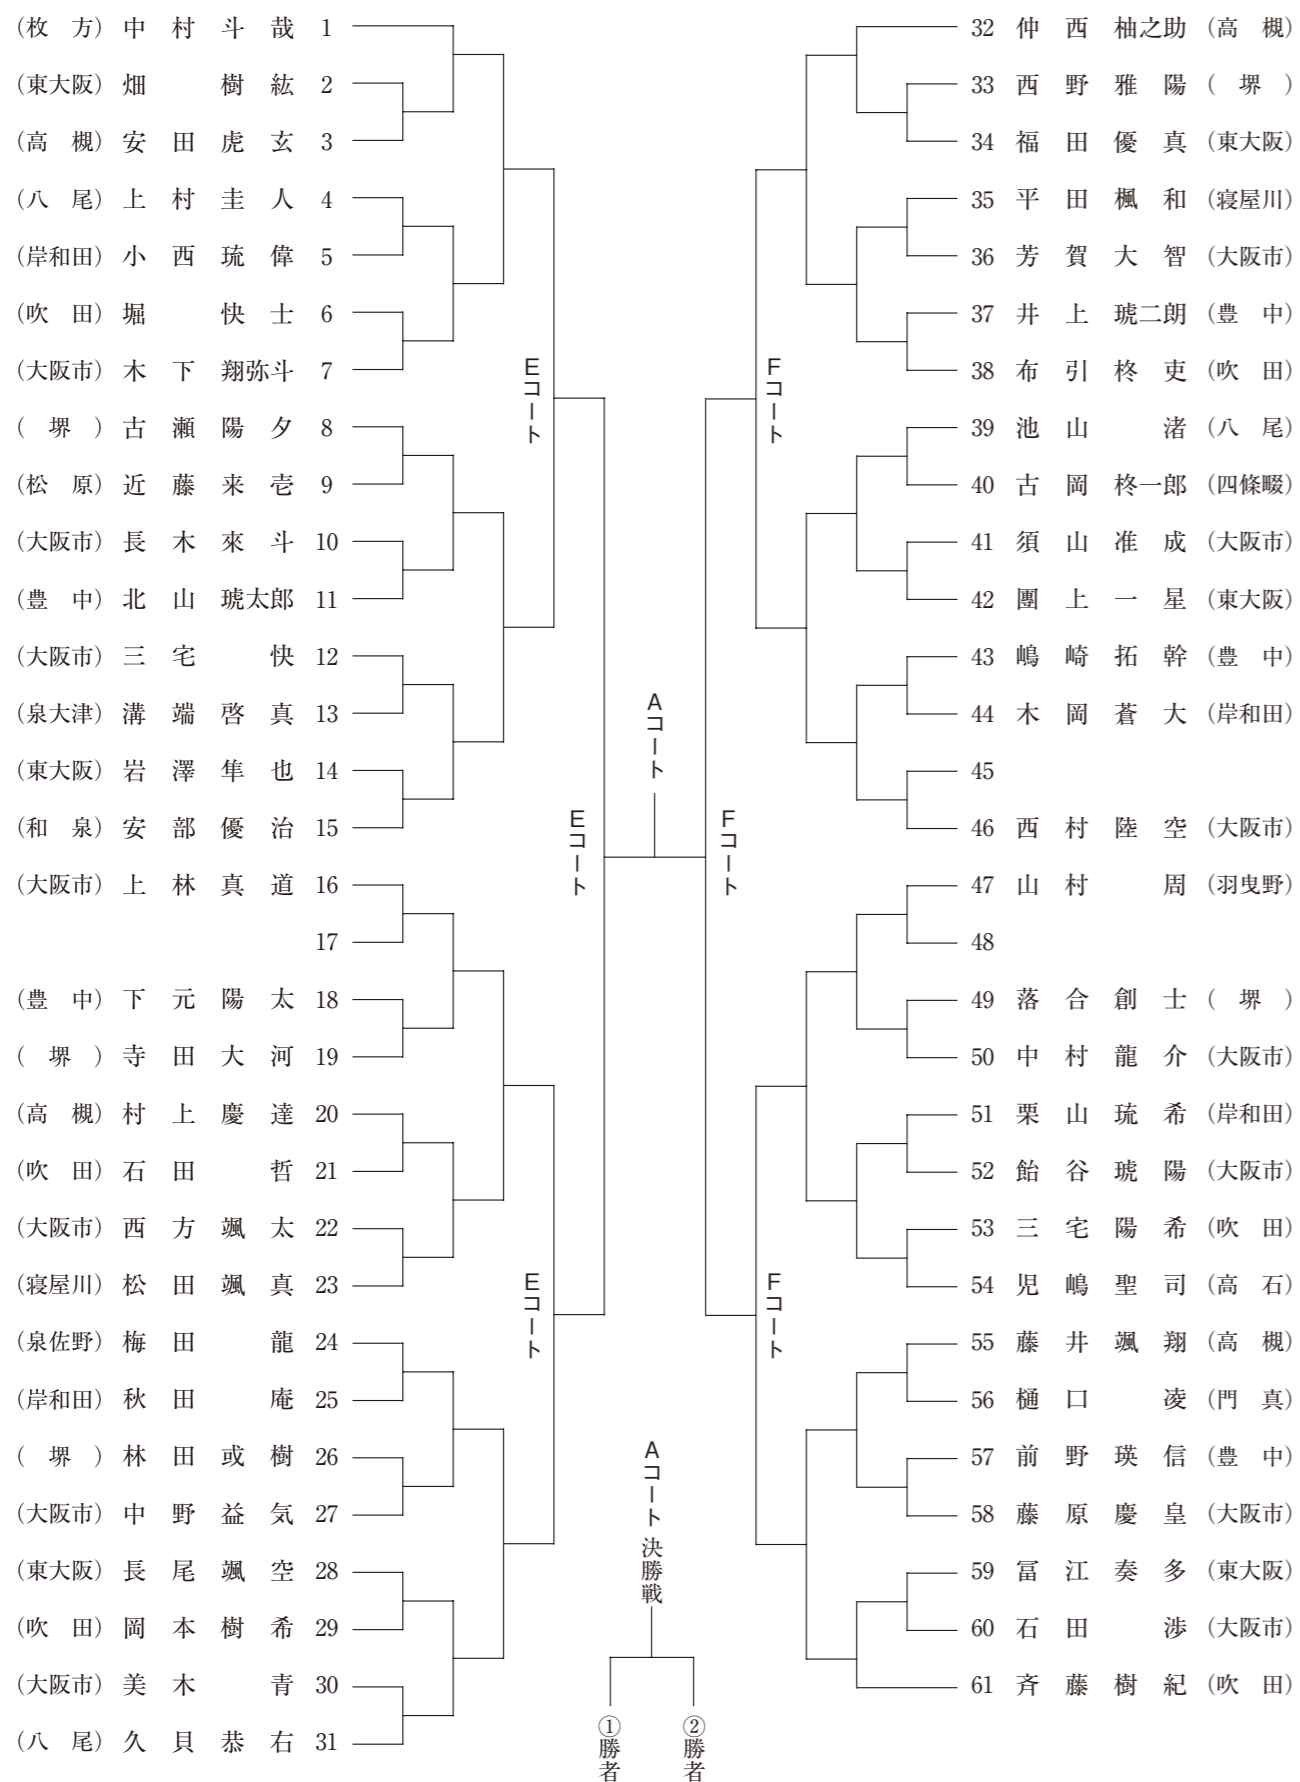 (枚方) 中村斗哉 1
(東大阪) 畑樹紘 2
(高槻) 安田虎玄 3
(八尾) 上村圭人 4
(岸和田) 小西琉偉 5
(吹田) 堀快士 6
(大阪市) 木下翔弥斗 7
(堺) 古瀬陽夕 8
(松原) 近藤来壱 9
(大阪市) 長木來斗 10
(豊中) 北山琥太郎 11
(大阪市) 三宅快 12
(泉大津) 溝端啓真 13
(東大阪) 岩澤隼也 14
(和泉) 安部優治 15
(大阪市) 上林真道 16
17
(豊中) 下元陽太 18
(堺) 寺田大河 19
(高槻) 村上慶達 20
(吹田) 石田哲 21
(大阪市) 西方颯太 22
(寝屋川) 松田颯真 23
(泉佐野) 梅田龍 24
(岸和田) 秋田庵 25
(堺) 林田或樹 26
(大阪市) 中野益気 27
(東大阪) 長尾颯空 28
(吹田) 岡本樹希 29
(大阪市) 美木青 30
(八尾) 久貝恭右 31
Eコート
Eコート
Eコート
Aコート
Aコート 決勝戦
①勝者
②勝者
Fコート
Fコート
Fコート
32 仲西柚之助 (高槻)
33 西野雅陽 (堺)
34 福田優真 (東大阪)
35 平田楓和 (寝屋川)
36 芳賀大智 (大阪市)
37 井上琥二朗 (豊中)
38 布引柊吏 (吹田)
39 池山渚 (八尾)
40 古岡柊一郎 (四條畷)
41 須山准成 (大阪市)
42 團上一星 (東大阪)
43 嶋崎拓幹 (豊中)
44 木岡蒼大 (岸和田)
45
46 西村陸空 (大阪市)
47 山村周 (羽曳野)
48
49 落合創士 (堺)
50 中村龍介 (大阪市)
51 栗山琉希 (岸和田)
52 飴谷琥陽 (大阪市)
53 三宅陽希 (吹田)
54 児嶋聖司 (高石)
55 藤井颯翔 (高槻)
56 樋口凌 (門真)
57 前野瑛信 (豊中)
58 藤原慶皇 (大阪市)
59 冨江奏多 (東大阪)
60 石田渉 (大阪市)
61 斉藤樹紀 (吹田)